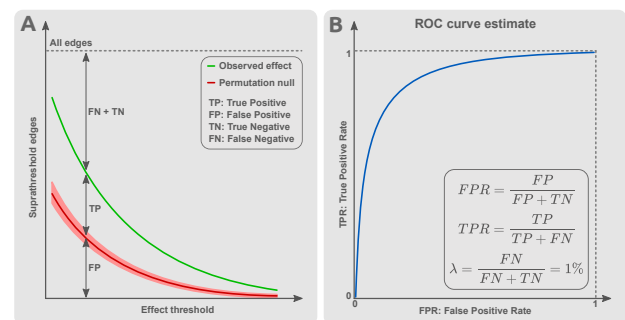 A
All edges
Observed effect
Permutation null
TP: True Positive
FP: False Positive
TN: True Negative
FN: False Negative
FN + TN
TP
FP
Suprathreshold edges
Effect threshold
B
ROC curve estimate
1
TPR: True Positive Rate
FPR = FP / (FP + TN)
TPR = TP / (TP + FN)
λ = FN / (FN + TN) = 1%
0
0
1
FPR: False Positive Rate